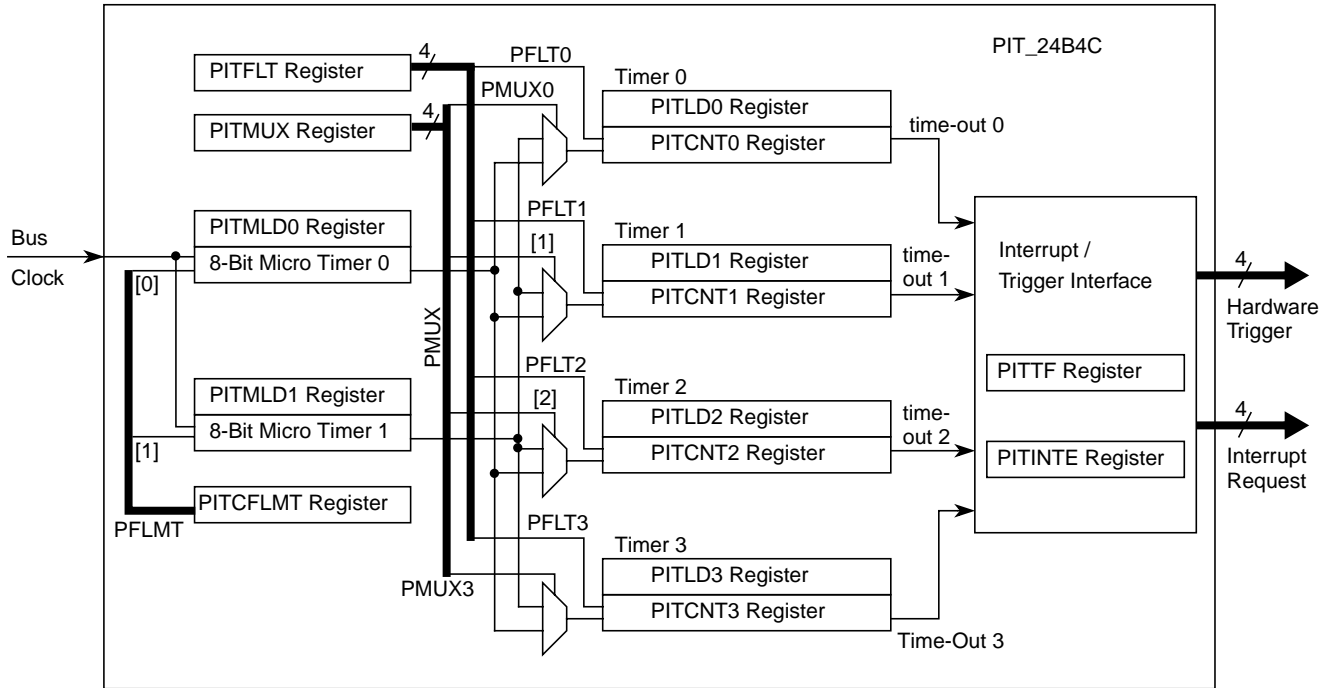 PIT_24B4C
4
PFLT0
PITFLT Register
Timer 0
PMUX0
4
PITLD0 Register
PITMUX Register
PITCNT0 Register
time-out 0
PFLT1
PITMLD0 Register
Timer 1
Bus
Clock
8-Bit Micro Timer 0
[1]
PITLD1 Register
time-
out 1
Interrupt /
Trigger Interface
4
Hardware
Trigger
[0]
PITCNT1 Register
PMUX
PFLT2
PITTF Register
PITMLD1 Register
Timer 2
[2]
PITLD2 Register
time-
out 2
4
Interrupt
Request
8-Bit Micro Timer 1
[1]
PITCNT2 Register
PITINTE Register
PITCFLMT Register
PFLMT
PFLT3
Timer 3
PITLD3 Register
PMUX3
PITCNT3 Register
Time-Out 3